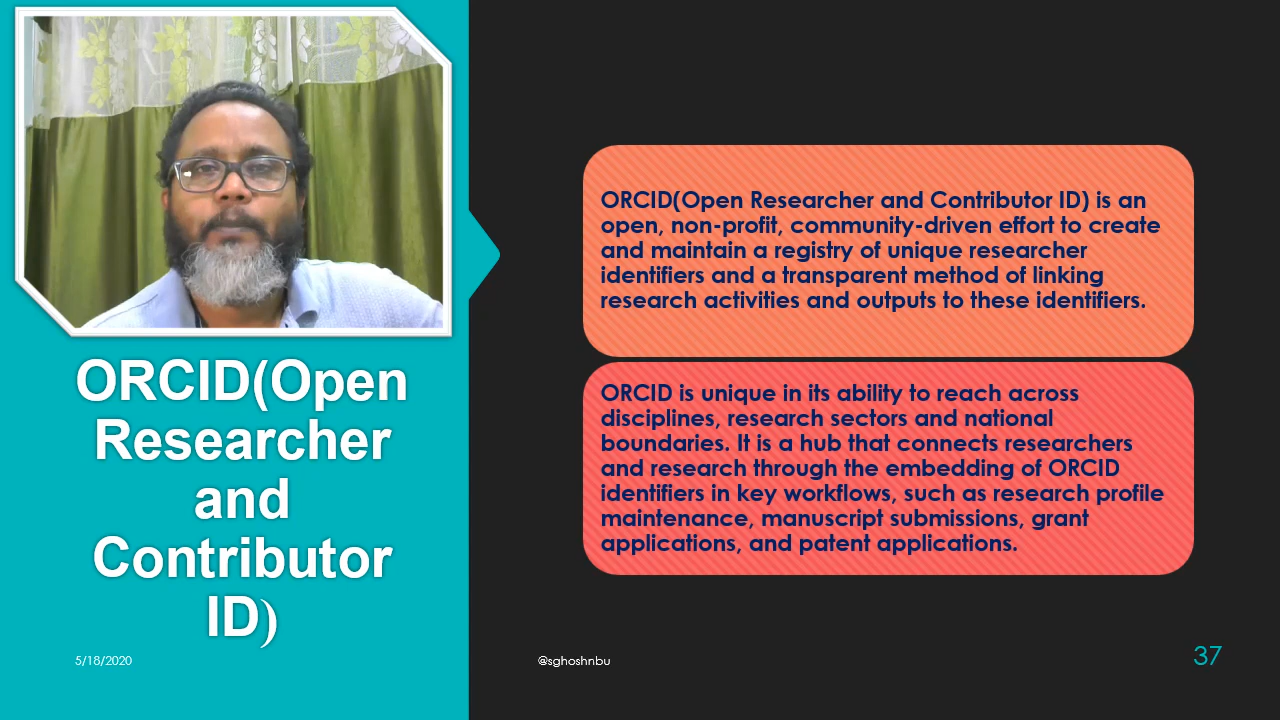 ORCID(Open
Researcher
and
Contributor
ID)
ORCID(Open Researcher and Contributor ID) is an
open, non-profit, community-driven effort to create
and maintain a registry of unique researcher
identifiers and a transparent method of linking
research activities and outputs to these identifiers.
ORCID is unique in its ability to reach across
disciplines, research sectors and national
boundaries. It is a hub that connects researchers
and research through the embedding of ORCID
identifiers in key workflows, such as research profile
maintenance, manuscript submissions, grant
applications, and patent applications.
5/18/2020
@sghoshnbu
37